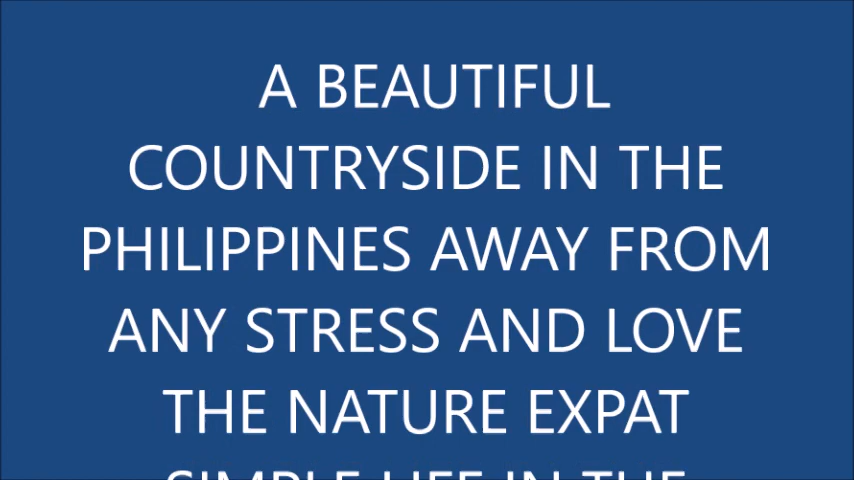 A BEAUTIFUL
COUNTRYSIDE IN THE
PHILIPPINES AWAY FROM
ANY STRESS AND LOVE
THE NATURE EXPAT
SIMPLE LIFE IN THE